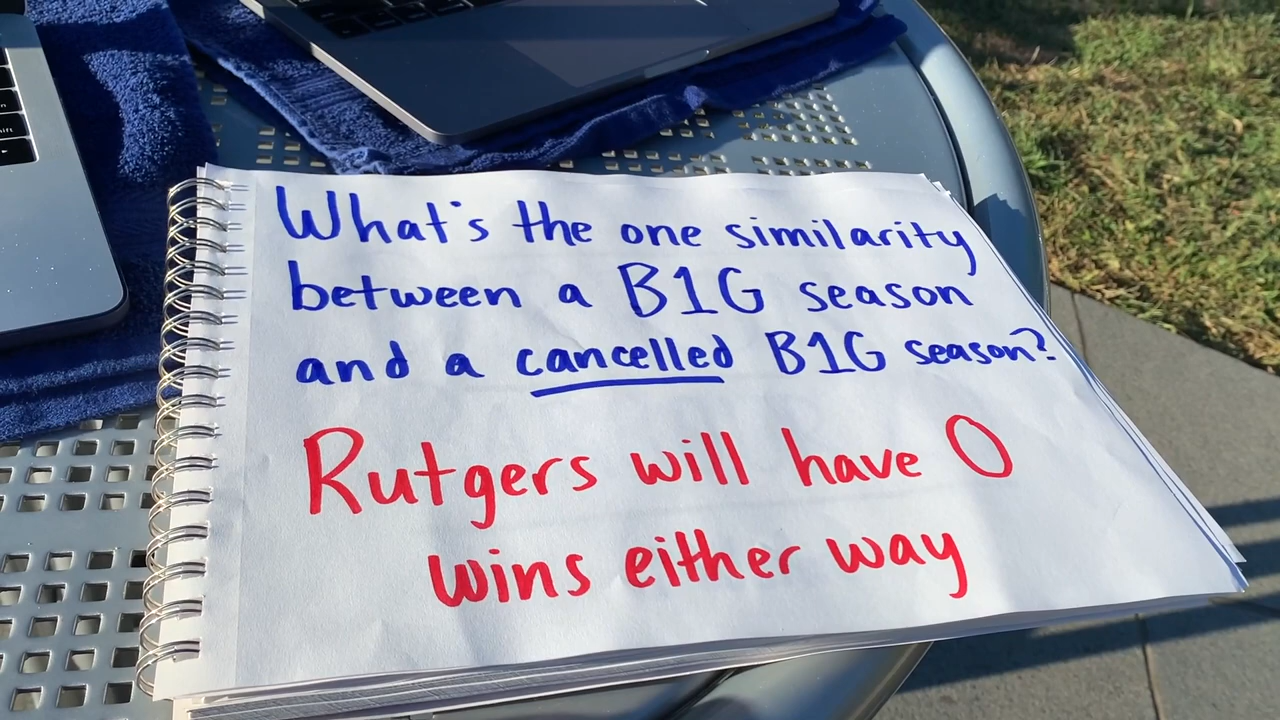 What's the one similarity
between a B1G season
and a cancelled B1G season?
Rutgers will have 0
wins either way